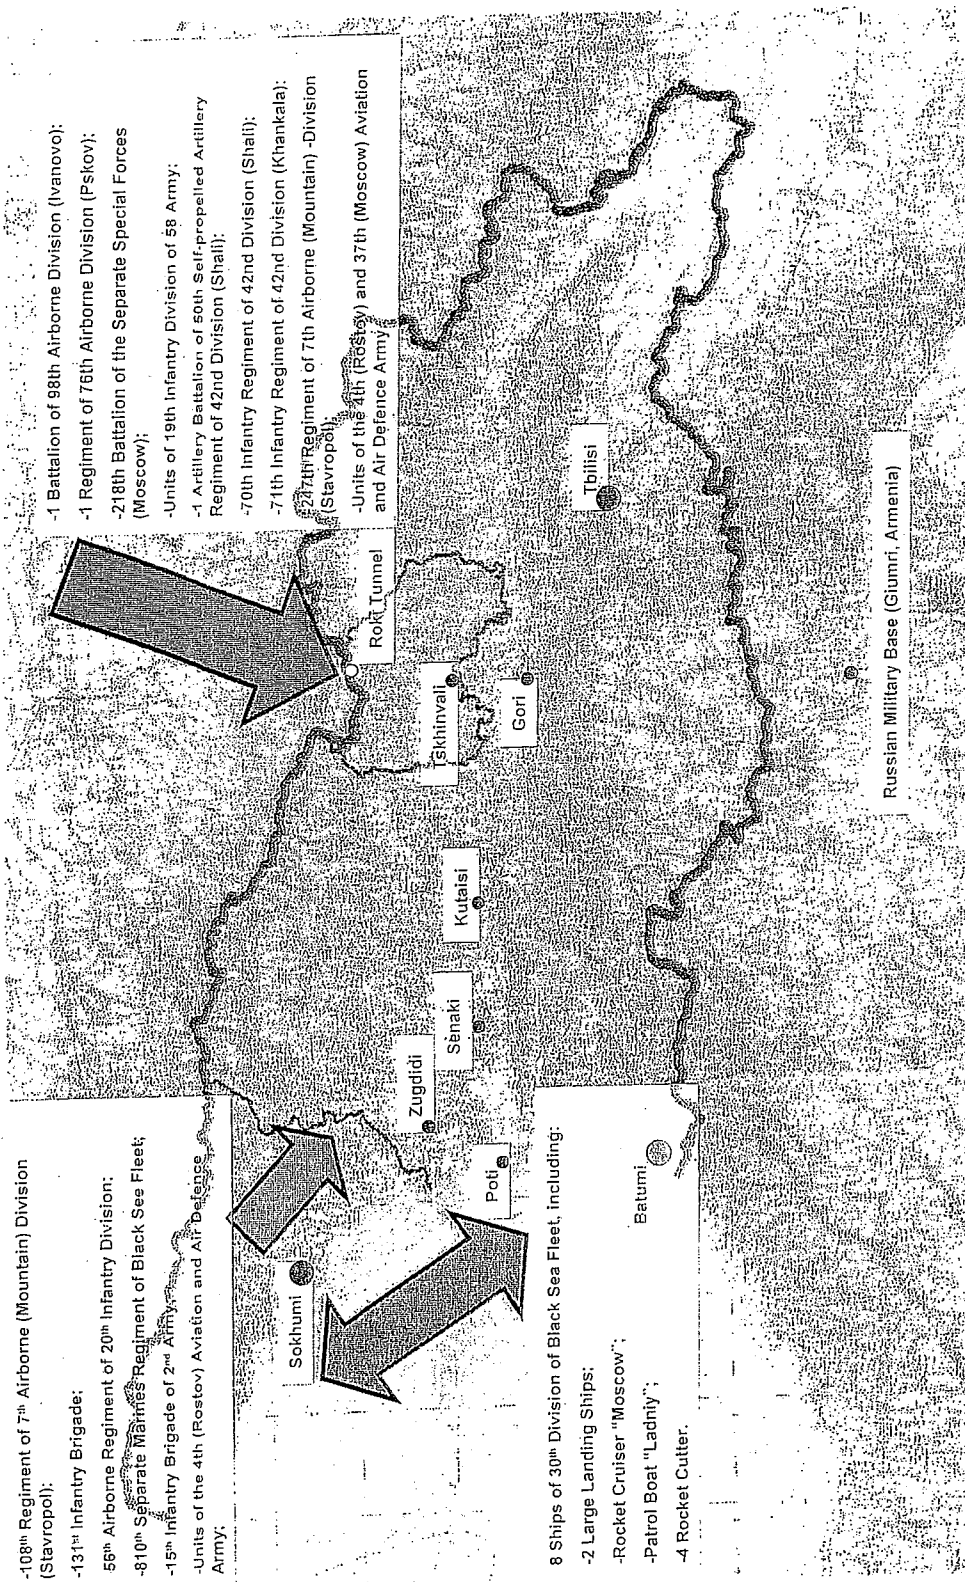 -108th Regiment of 7th Airborne (Mountain) Division
(Stavropol);
-131st Infantry Brigade;
-56th Airborne Regiment of 20th Infantry Division;
-810th Separate Marines Regiment of Black See Fleet;
-15th Infantry Brigade of 2nd Army;
-Units of the 4th (Rostov) Aviation and Air Defence
Army;
-1 Battalion of 98th Airborne Division (Ivanovo);
-1 Regiment of 76th Airborne Division (Pskov);
-218th Battalion of the Separate Special Forces
(Moscow);
-Units of 19th Infantry Division of 58 Army;
-1 Artillery Battalion of 50th Self-propelled Artillery
Regiment of 42nd Division (Shali);
-70th Infantry Regiment of 42nd Division (Shali);
-71th Infantry Regiment of 42nd Division (Khankala);
-247th Regiment of 7th Airborne (Mountain) -Division
(Stavropol)
-Units of the 4th (Rostov) and 37th (Moscow) Aviation
and Air Defence Army
Roki Tunnel
Sokhumi
Tskhinvali
Zugdidi
Senaki
Kutaisi
Gori
Poti
Tbilisi
8 Ships of 30th Division of Black Sea Fleet, including:
-2 Large Landing Ships;
-Rocket Cruiser "Moscow";
-Patrol Boat "Ladniy";
-4 Rocket Cutter.
Batumi
Russian Military Base (Giumri, Armenia)